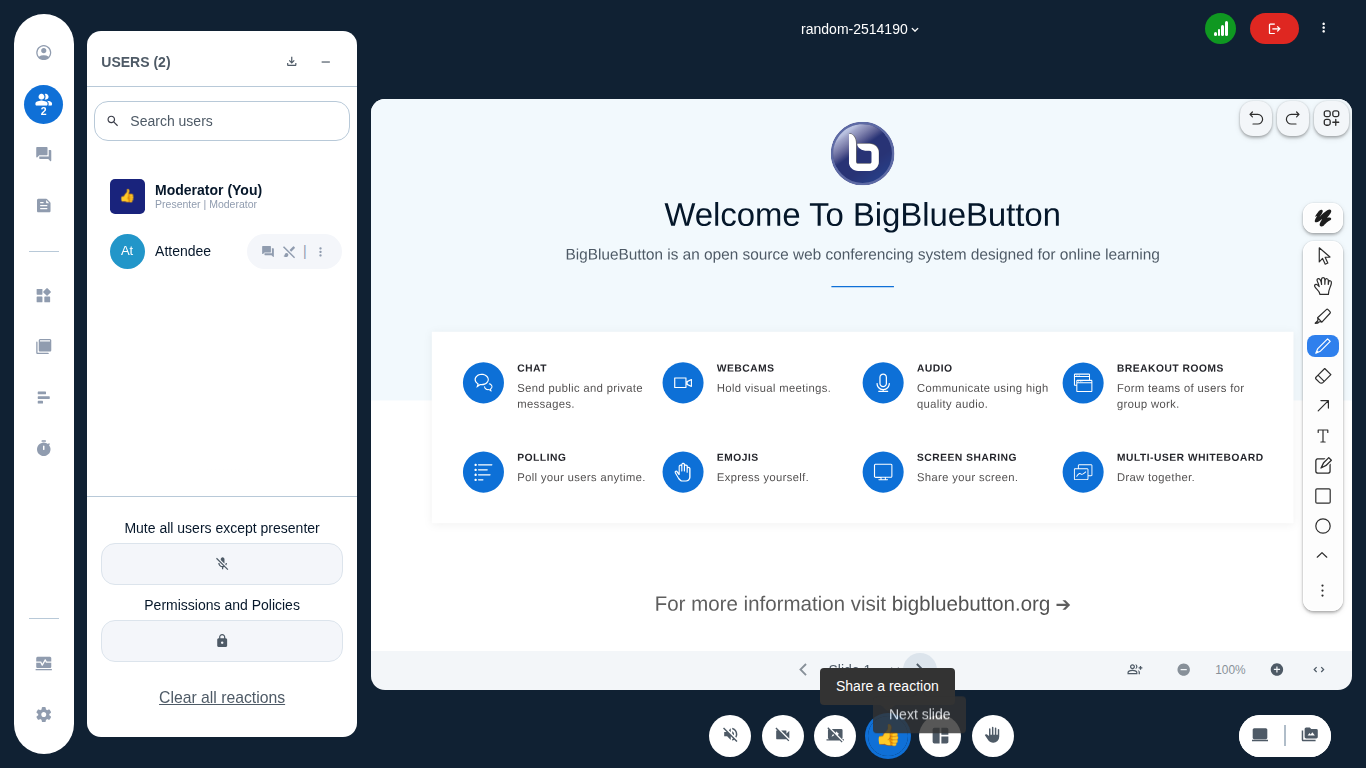 random-2514190
USERS (2)
2
Search users
Moderator (You)
Presenter | Moderator
At
Attendee
Mute all users except presenter
Permissions and Policies
Clear all reactions
Welcome To BigBlueButton
BigBlueButton is an open source web conferencing system designed for online learning
CHAT
Send public and private
messages.
WEBCAMS
Hold visual meetings.
AUDIO
Communicate using high
quality audio.
BREAKOUT ROOMS
Form teams of users for
group work.
POLLING
Poll your users anytime.
EMOJIS
Express yourself.
SCREEN SHARING
Share your screen.
MULTI-USER WHITEBOARD
Draw together.
For more information visit bigbluebutton.org ➔
Slide 1
100%
Share a reaction
Next slide